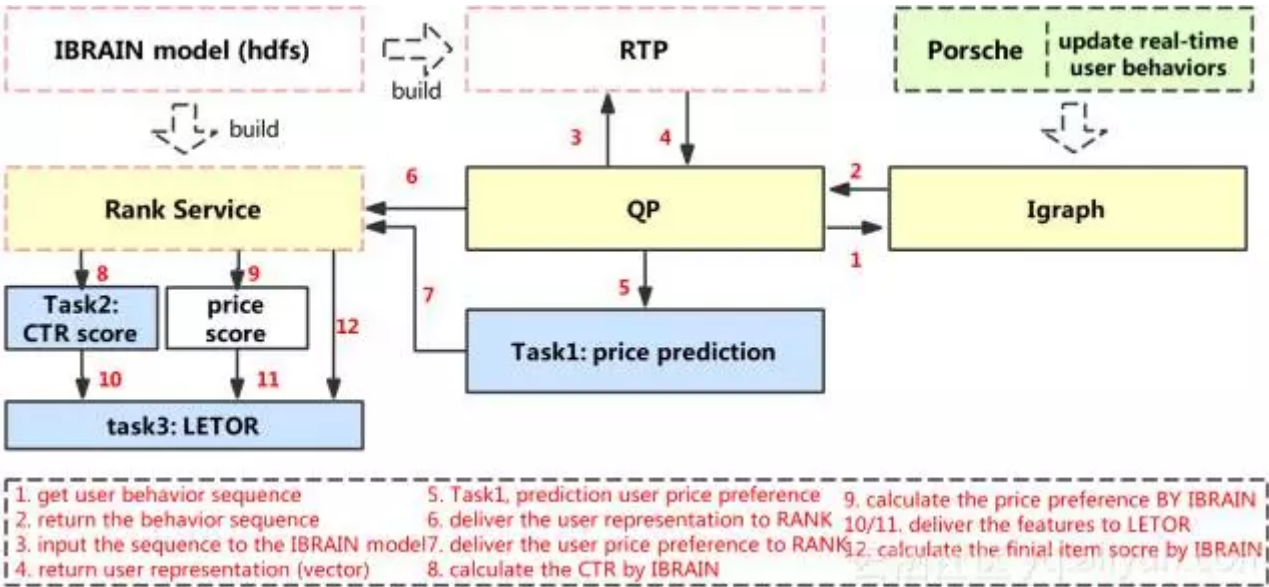 IBRAIN model (hdfs)
build
RTP
Porsche
update real-time
user behaviors
build
3
4
Rank Service
6
QP
2
1
Igraph
8
9
12
7
5
Task2:
CTR score
price
score
Task1: price prediction
10
11
task3: LETOR
1. get user behavior sequence
2. return the behavior sequence
3. input the sequence to the IBRAIN model
4. return user representation (vector)
5. Task1, prediction user price preference
6. deliver the user representation to RANK
7. deliver the user price preference to RANK
8. calculate the CTR by IBRAIN
9. calculate the price preference BY IBRAIN
10/11. deliver the features to LETOR
12. calculate the finial item socre by IBRAIN